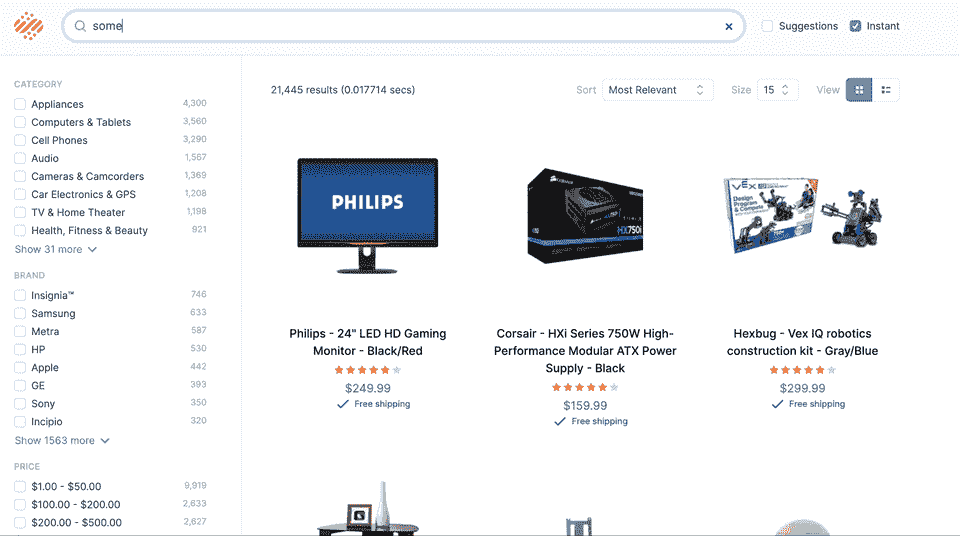 some
Suggestions
Instant
CATEGORY
Appliances 4,300
Computers & Tablets 3,560
Cell Phones 3,290
Audio 1,567
Cameras & Camcorders 1,369
Car Electronics & GPS 1,208
TV & Home Theater 1,198
Health, Fitness & Beauty 921
Show 31 more
BRAND
Insignia™ 746
Samsung 633
Metra 587
HP 530
Apple 442
GE 393
Sony 350
Incipio 320
Show 1563 more
PRICE
$1.00 - $50.00 9,919
$100.00 - $200.00 2,633
$200.00 - $500.00 2,627
21,445 results (0.017714 secs)
Sort Most Relevant
Size 15
View
PHILIPS
HX750i
VEX
Design
Program
& Compete
Philips - 24" LED HD Gaming
Monitor - Black/Red
$249.99
Free shipping
Corsair - HXi Series 750W High-
Performance Modular ATX Power
Supply - Black
$159.99
Free shipping
Hexbug - Vex IQ robotics
construction kit - Gray/Blue
$299.99
Free shipping